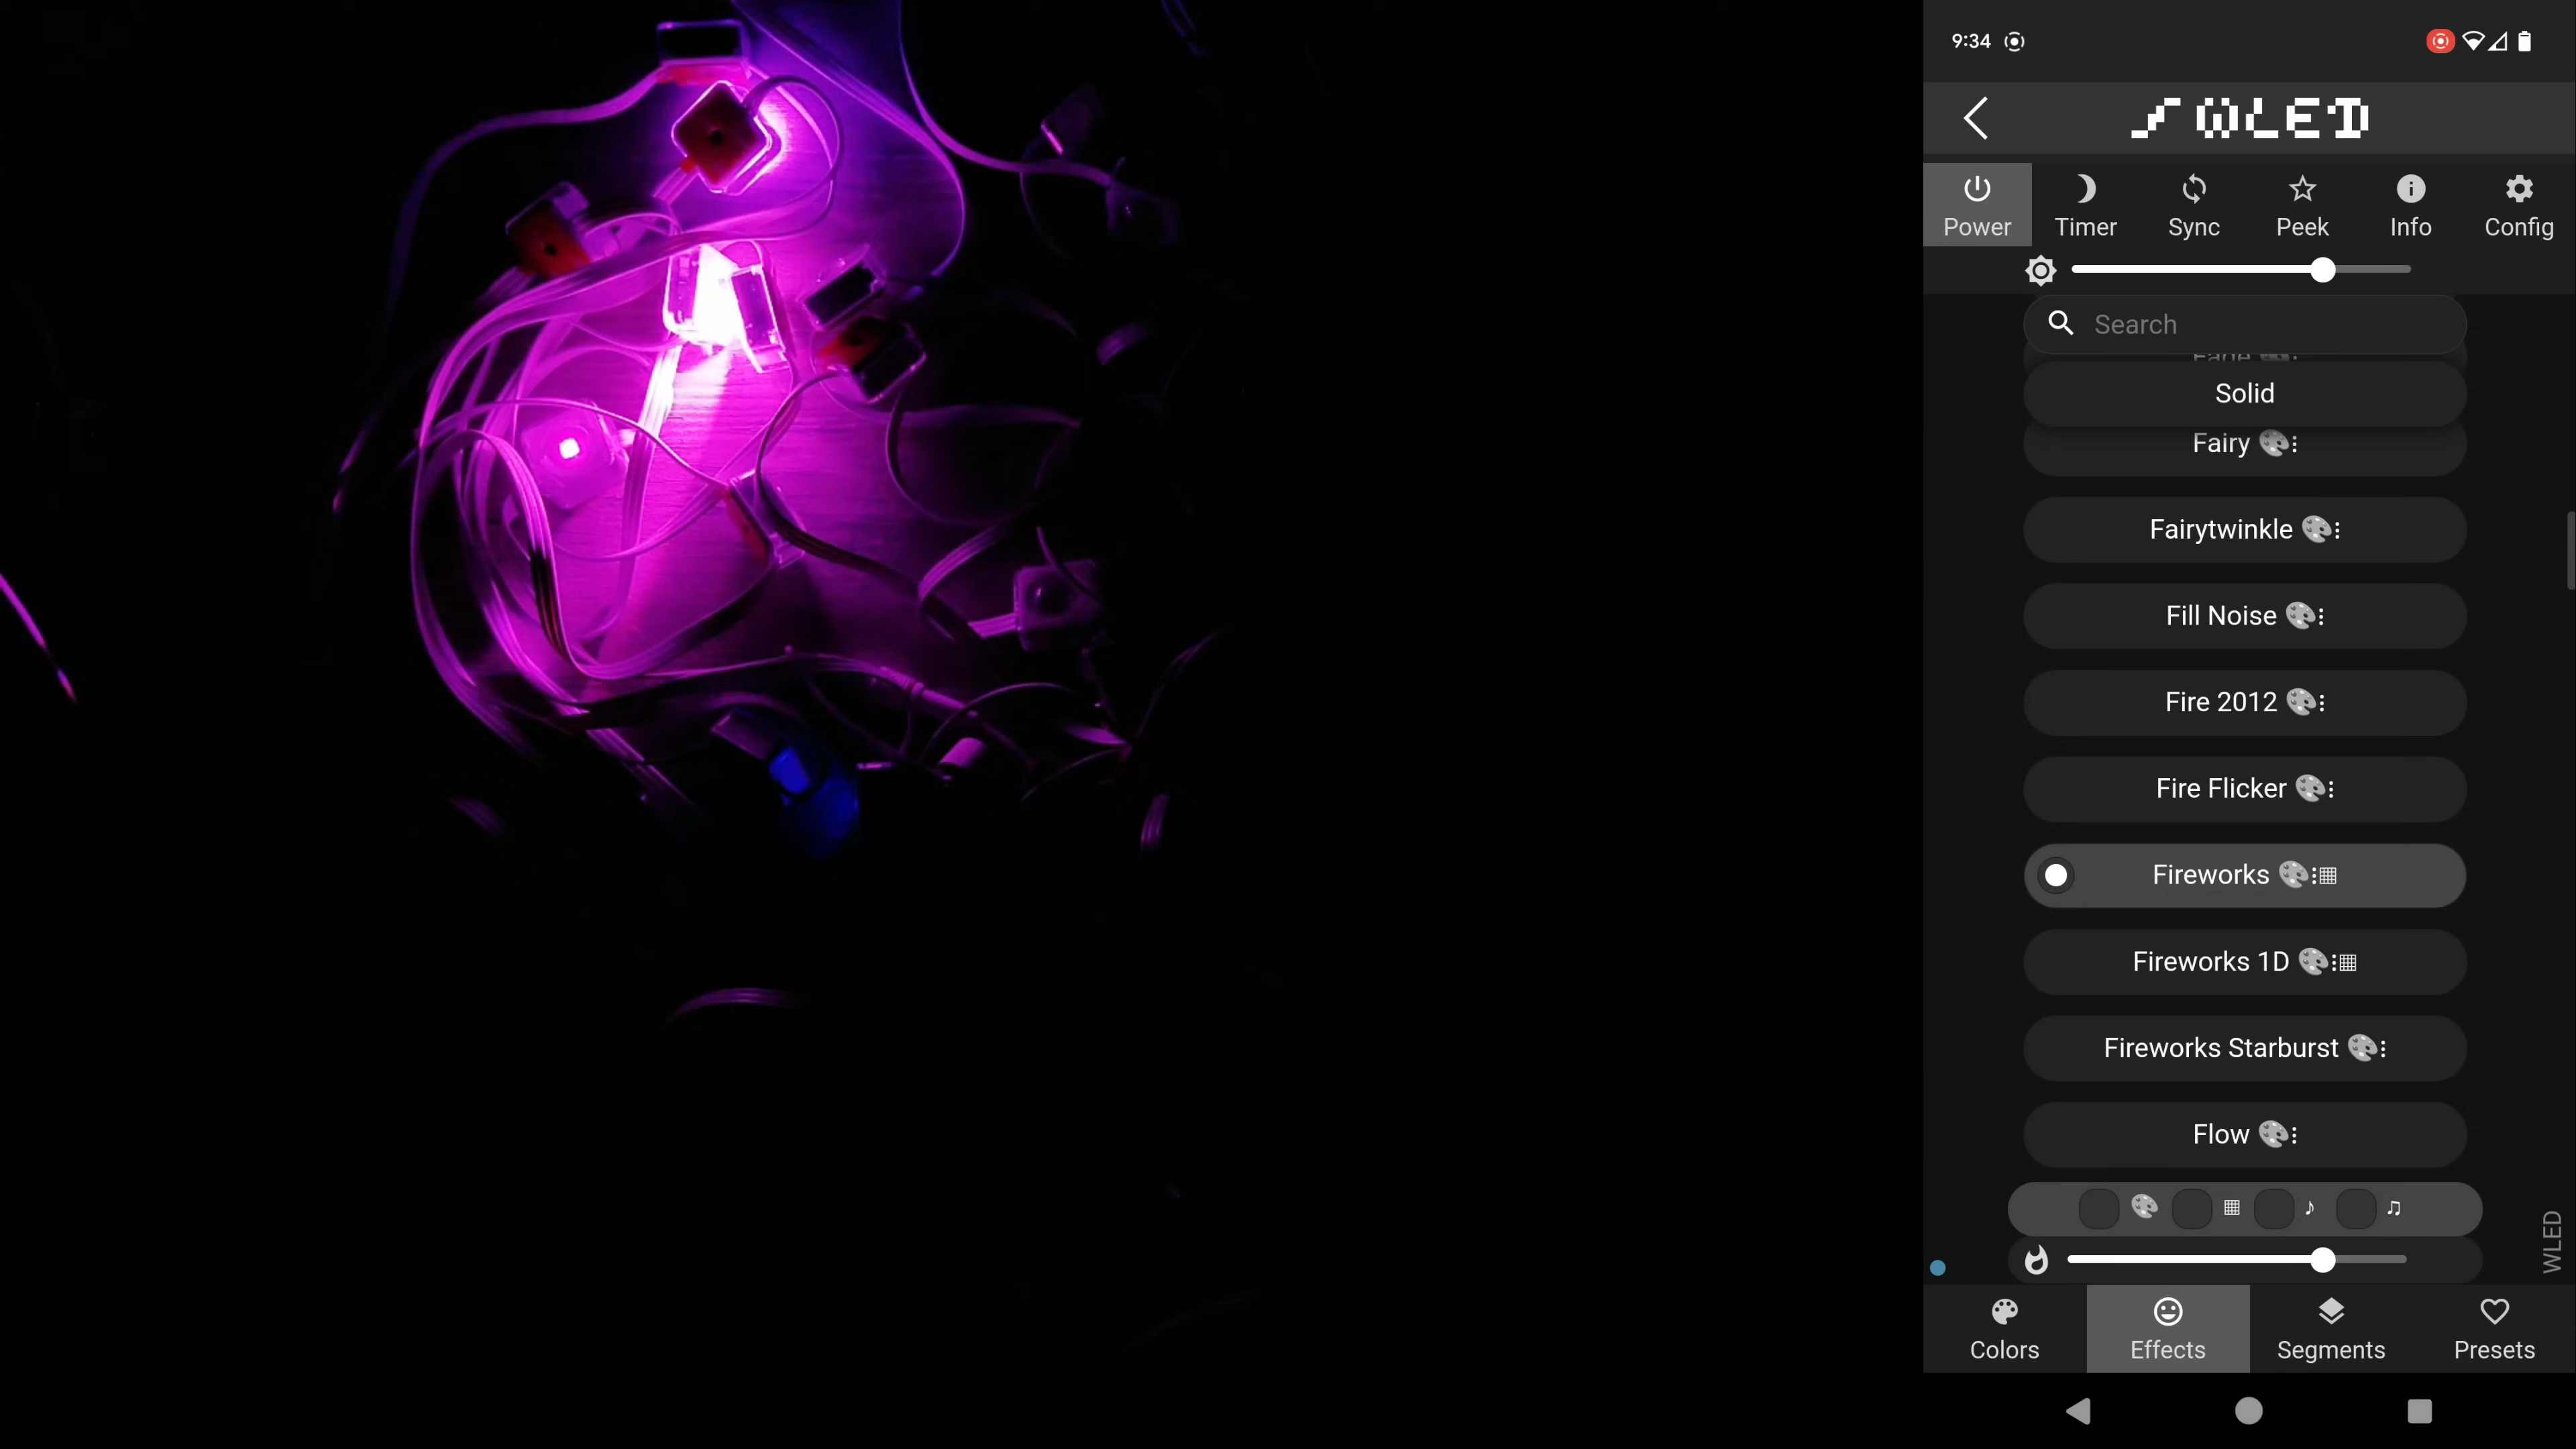 9:34
WLED
Power Timer Sync Peek Info Config
Search
Fade
Solid
Fairy
Fairytwinkle
Fill Noise
Fire 2012
Fire Flicker
Fireworks
Fireworks 1D
Fireworks Starburst
Flow
WLED
Colors Effects Segments Presets